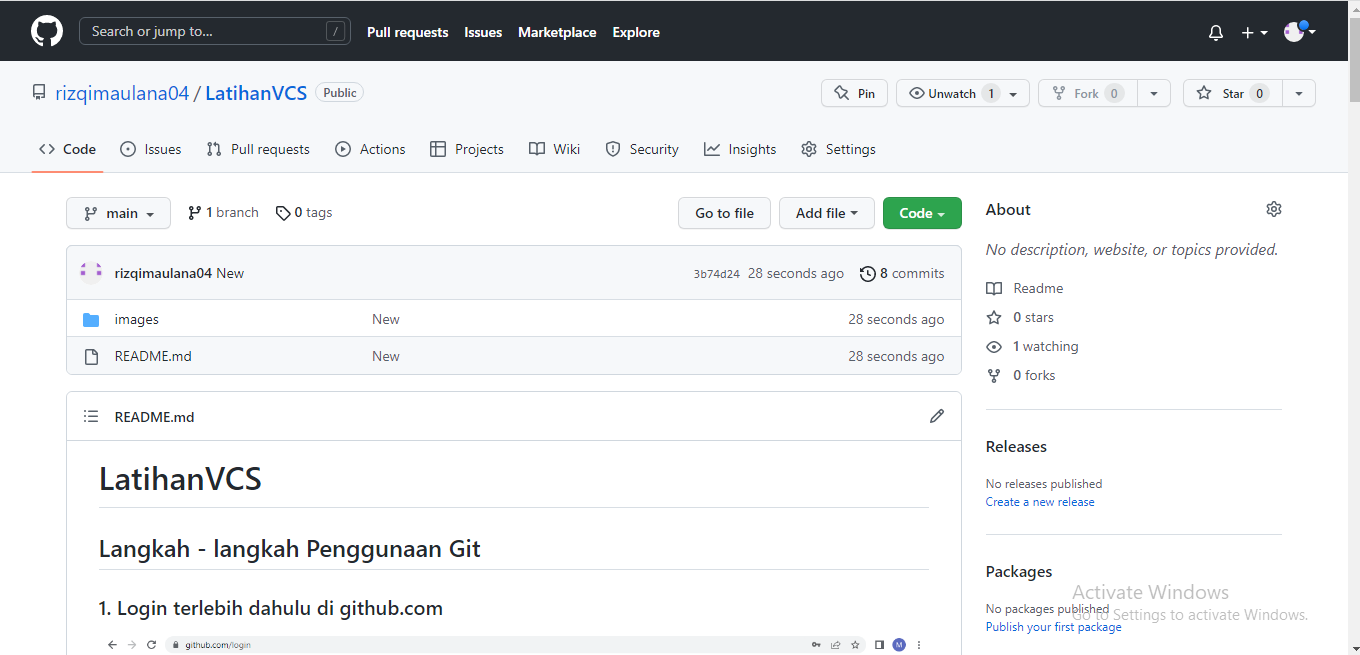 Search or jump to... / Pull requests Issues Marketplace Explore
rizqimaulana04 / LatihanVCS Public Pin Unwatch 1 Fork 0 Star 0
Code Issues Pull requests Actions Projects Wiki Security Insights Settings
main 1 branch 0 tags Go to file Add file Code
rizqimaulana04 New 3b74d24 28 seconds ago 8 commits
images New 28 seconds ago
README.md New 28 seconds ago
README.md
LatihanVCS
Langkah - langkah Penggunaan Git
1. Login terlebih dahulu di github.com
github.com/login M
About
No description, website, or topics provided.
Readme
0 stars
1 watching
0 forks
Releases
No releases published
Create a new release
Packages
No packages published
Publish your first package
Activate Windows
Go to Settings to activate Windows.